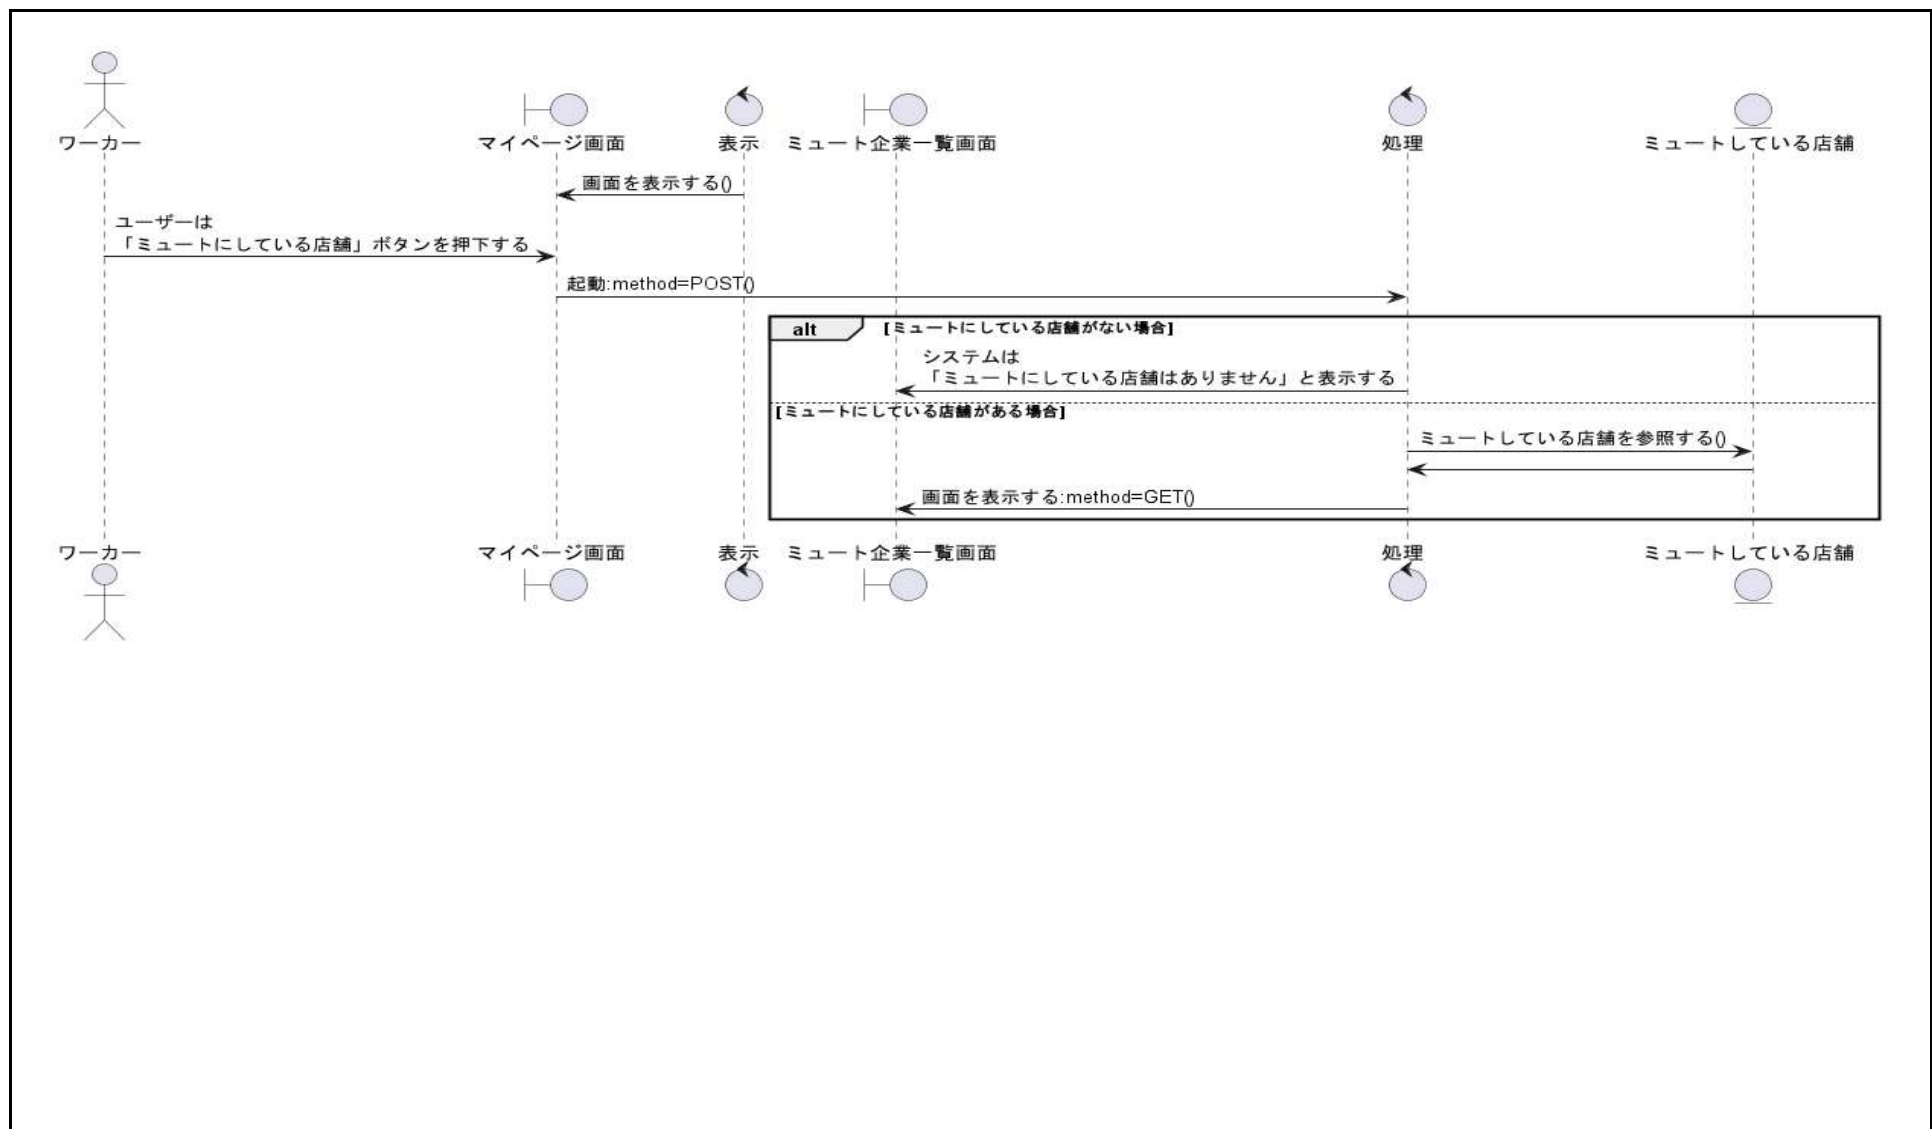 ワーカー
マイページ画面
表示
ミュート企業一覧画面
処理
ミュートしている店舗
画面を表示する()
ユーザーは
「ミュートにしている店舗」ボタンを押下する
起動:method=POST()
alt
[ミュートにしている店舗がない場合]
システムは
「ミュートにしている店舗はありません」と表示する
[ミュートにしている店舗がある場合]
ミュートしている店舗を参照する()
画面を表示する:method=GET()
ワーカー
マイページ画面
表示
ミュート企業一覧画面
処理
ミュートしている店舗